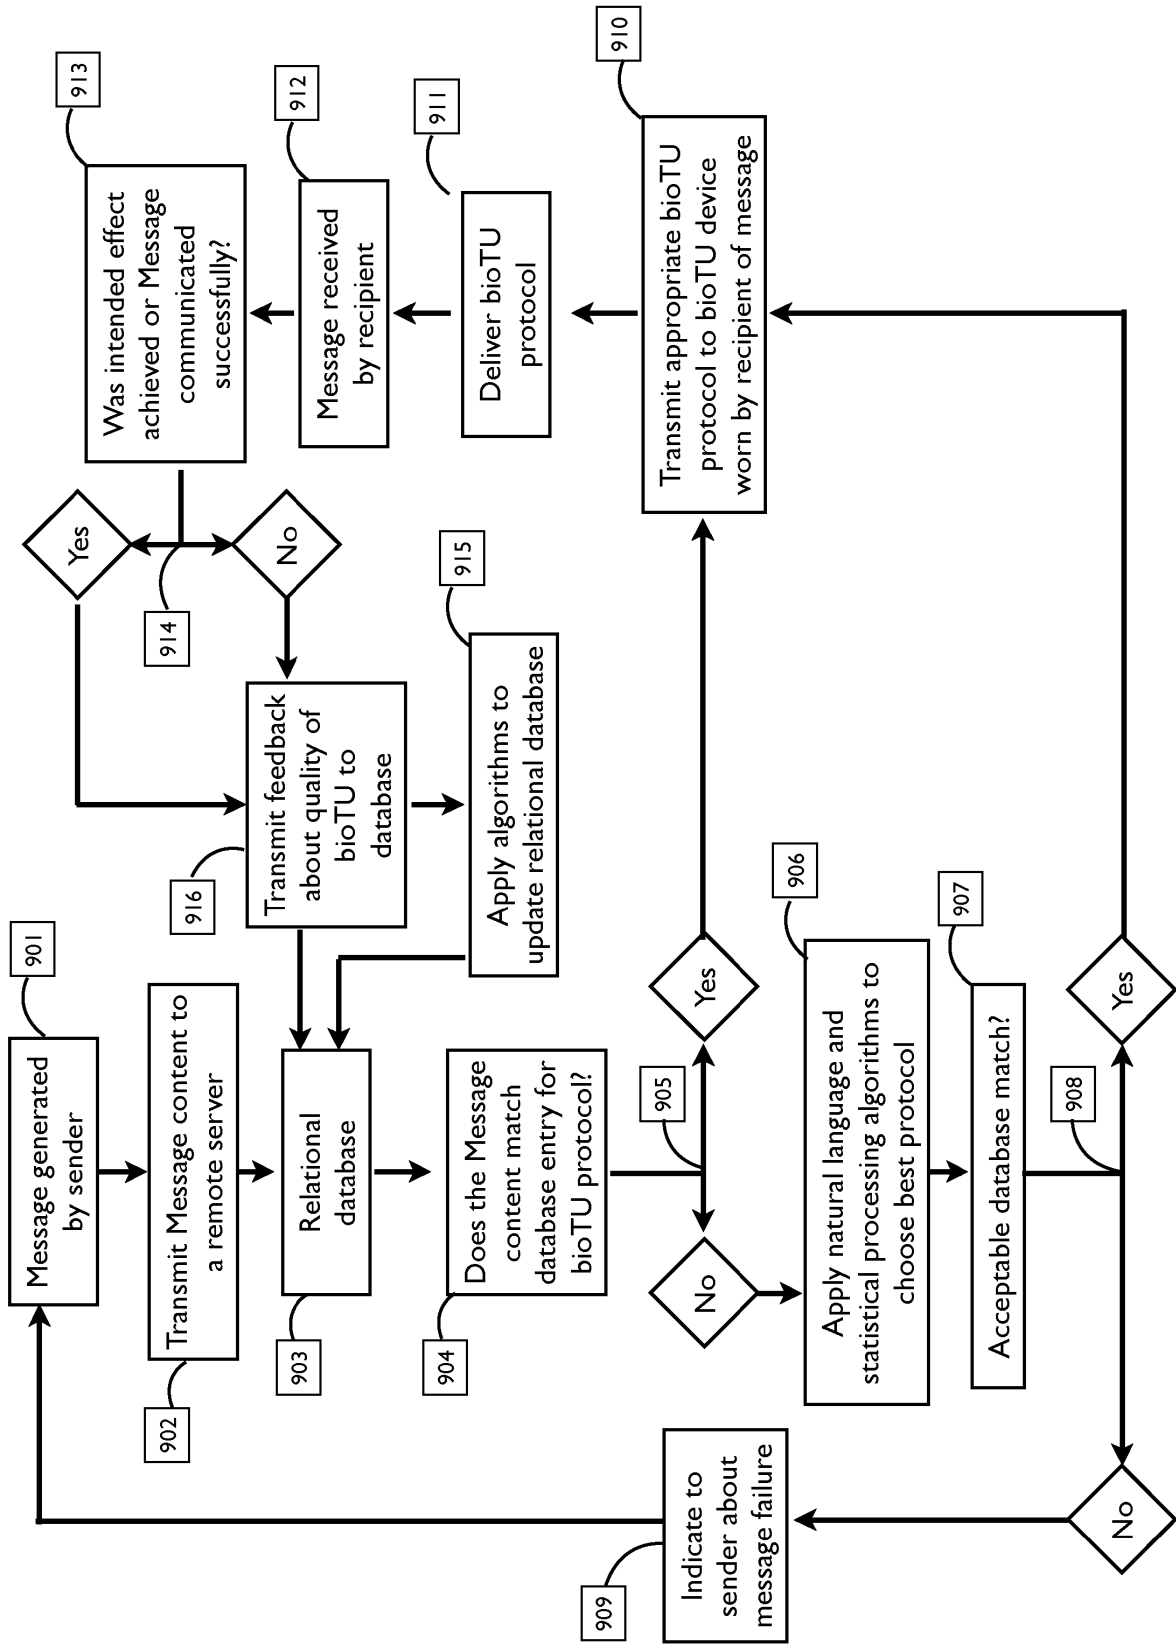 901
Message generated
by sender
902
Transmit Message content to
a remote server
903
Relational
database
904
Does the Message
content match
database entry for
bioTU protocol?
905
No
Yes
906
Apply natural language and
statistical processing algorithms to
choose best protocol
907
Acceptable database match?
908
No
Yes
909
Indicate to
sender about
message failure
910
Transmit appropriate bioTU
protocol to bioTU device
worn by recipient of message
911
Deliver bioTU
protocol
912
Message received
by recipient
913
Was intended effect
achieved or Message
communicated
successfully?
914
Yes
No
916
Transmit feedback
about quality of
bioTU to
database
915
Apply algorithms to
update relational database